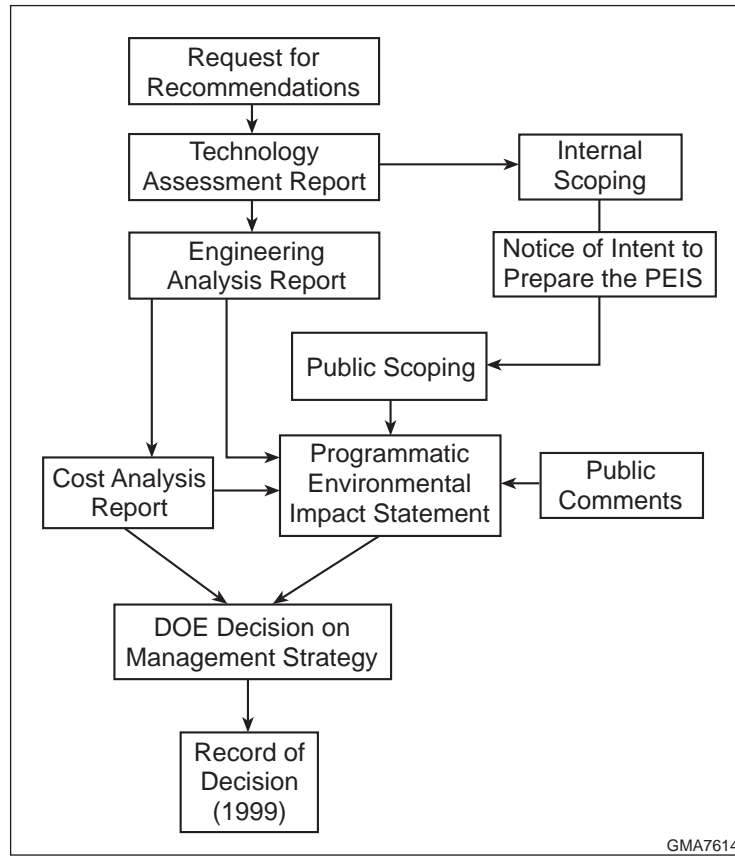 Request for
Recommendations
Technology
Assessment Report
Internal
Scoping
Engineering
Analysis Report
Notice of Intent to
Prepare the PEIS
Public Scoping
Cost Analysis
Report
Programmatic
Environmental
Impact Statement
Public
Comments
DOE Decision on
Management Strategy
Record of
Decision
(1999)
GMA7614